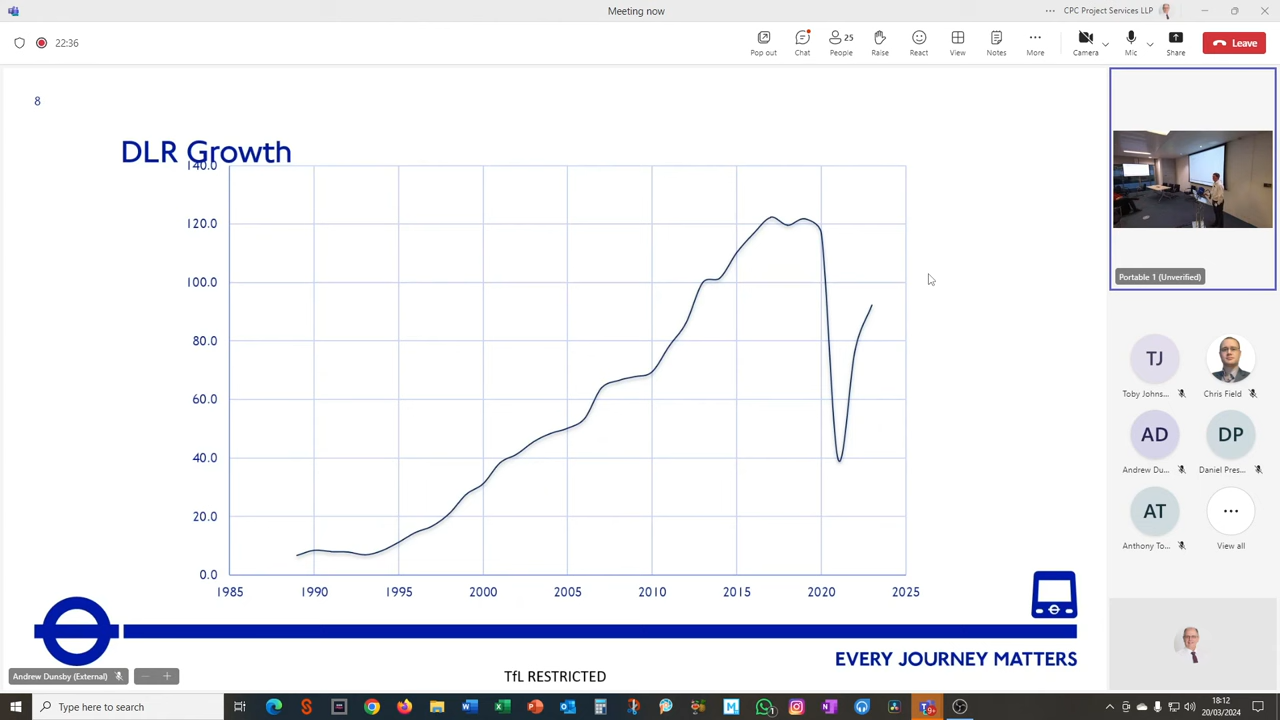 Meeting now
CPC Project Services LLP
22:36
Pop out
Chat
25
People
Raise
React
View
Notes
More
Camera
Mic
Share
Leave
8
DLR Growth
140.0
120.0
100.0
80.0
60.0
40.0
20.0
0.0
1985 1990 1995 2000 2005 2010 2015 2020 2025
EVERY JOURNEY MATTERS
TfL RESTRICTED
Andrew Dunsby (External)
Portable 1 (Unverified)
TJ
Toby Johns...
Chris Field
AD
Andrew Du...
DP
Daniel Pres...
AT
Anthony To...
View all
Type here to search
18:12
20/03/2024